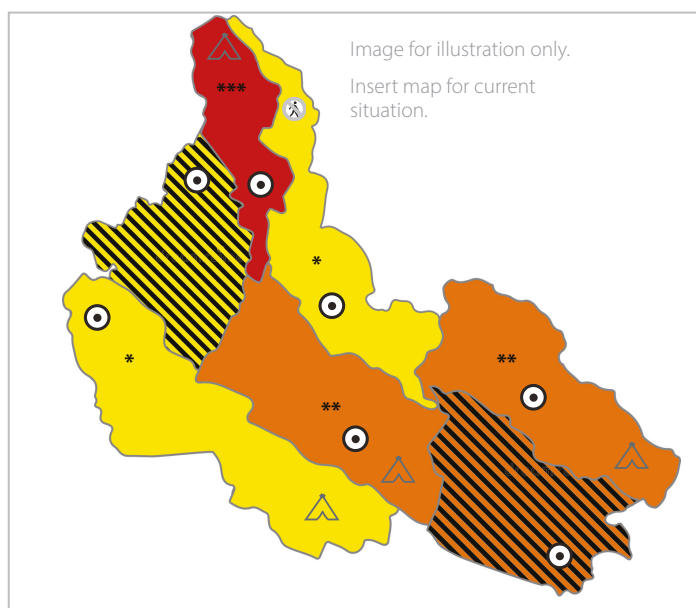 Image for illustration only.
Insert map for current
situation.
***
*
*
**
**